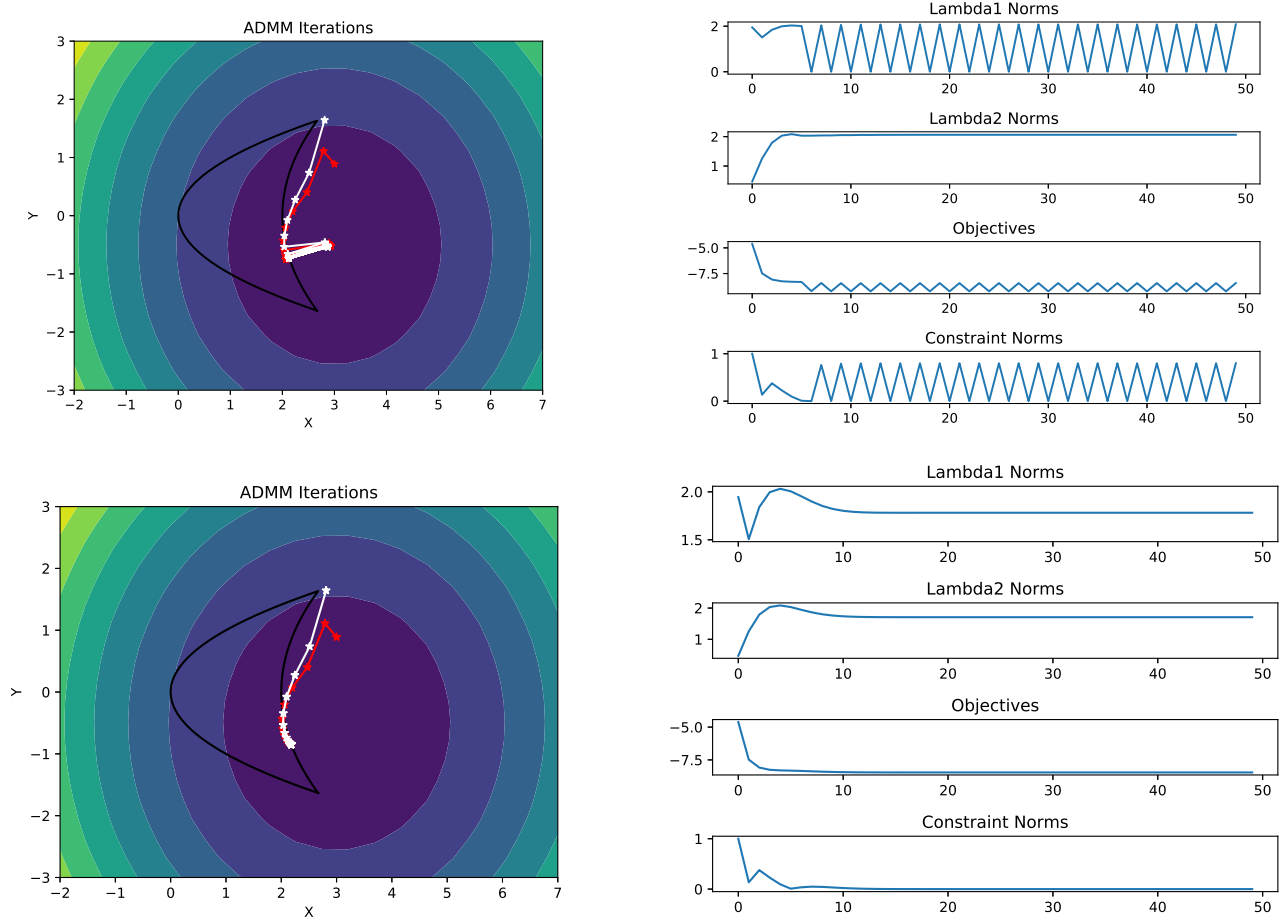 ADMM Iterations
3
2
1
0
−1
−2
−3
Y
−2 −1 0 1 2 3 4 5 6 7
X
Lambda1 Norms
2
0
0 10 20 30 40 50
Lambda2 Norms
2
1
0 10 20 30 40 50
Objectives
−5.0
−7.5
0 10 20 30 40 50
Constraint Norms
1
0
0 10 20 30 40 50
ADMM Iterations
3
2
1
0
−1
−2
−3
Y
−2 −1 0 1 2 3 4 5 6 7
X
Lambda1 Norms
2.0
1.5
0 10 20 30 40 50
Lambda2 Norms
2
1
0 10 20 30 40 50
Objectives
−5.0
−7.5
0 10 20 30 40 50
Constraint Norms
1
0
0 10 20 30 40 50